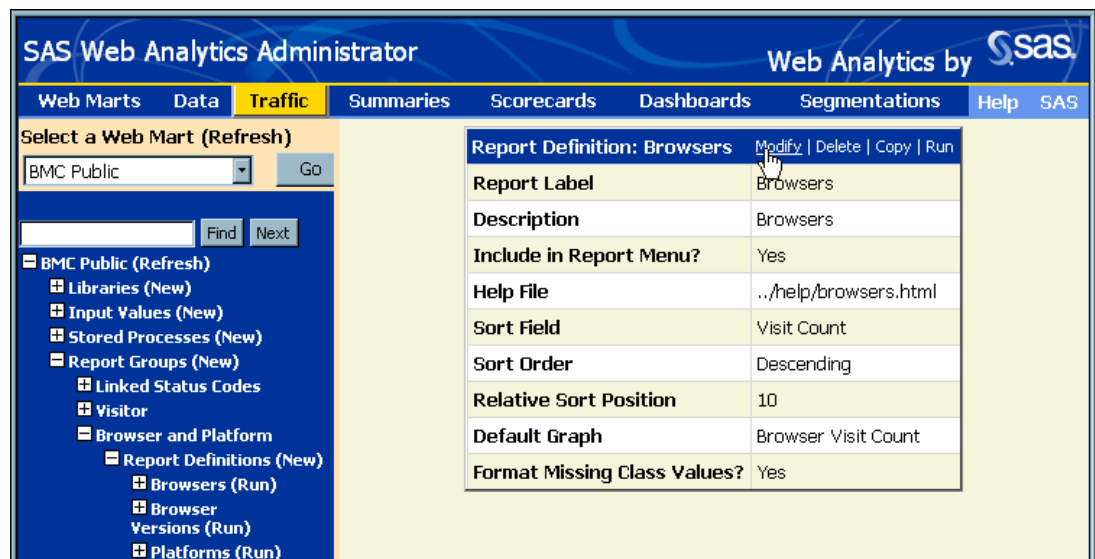 SAS Web Analytics Administrator
Web Analytics by sas.
Web Marts Data Traffic Summaries Scorecards Dashboards Segmentations Help SAS
Select a Web Mart (Refresh)
BMC Public Go
Find Next
BMC Public (Refresh)
Libraries (New)
Input Values (New)
Stored Processes (New)
Report Groups (New)
Linked Status Codes
Visitor
Browser and Platform
Report Definitions (New)
Browsers (Run)
Browser
Versions (Run)
Platforms (Run)
Report Definition: Browsers Modify | Delete | Copy | Run
Report Label Browsers
Description Browsers
Include in Report Menu? Yes
Help File ../help/browsers.html
Sort Field Visit Count
Sort Order Descending
Relative Sort Position 10
Default Graph Browser Visit Count
Format Missing Class Values? Yes